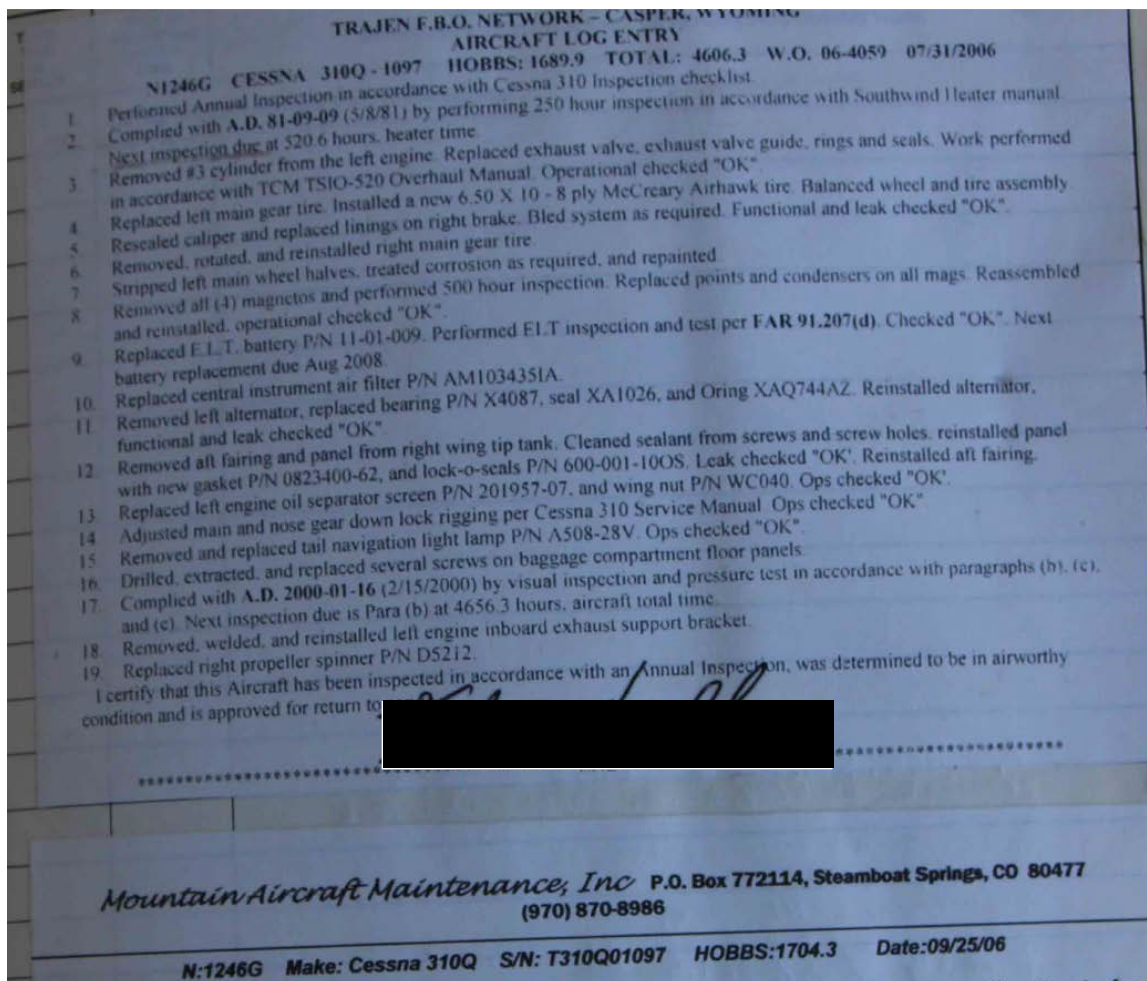 TRAJEN F.B.O. NETWORK – CASPER, WYOMING
AIRCRAFT LOG ENTRY
N1246G CESSNA 310Q - 1097 HOBBS: 1689.9 TOTAL: 4606.3 W.O. 06-4059 07/31/2006
1. Performed Annual Inspection in accordance with Cessna 310 Inspection checklist.
2. Complied with A.D. 81-09-09 (5/8/81) by performing 250 hour inspection in accordance with Southwind Heater manual.
Next inspection due at 520.6 hours, heater time.
3. Removed #3 cylinder from the left engine. Replaced exhaust valve, exhaust valve guide, rings and seals. Work performed
in accordance with TCM TSIO-520 Overhaul Manual. Operational checked "OK"
4. Replaced left main gear tire. Installed a new 6.50 X 10 - 8 ply McCreary Airhawk tire. Balanced wheel and tire assembly.
5. Resealed caliper and replaced linings on right brake. Bled system as required. Functional and leak checked "OK".
6. Removed, rotated, and reinstalled right main gear tire.
7. Stripped left main wheel halves, treated corrosion as required, and repainted.
8. Removed all (4) magnetos and performed 500 hour inspection. Replaced points and condensers on all mags. Reassembled
and reinstalled, operational checked "OK".
9. Replaced E.L.T. battery P/N 11-01-009. Performed ELT inspection and test per FAR 91.207(d). Checked "OK". Next
battery replacement due Aug 2008.
10. Replaced central instrument air filter P/N AM103435IA.
11. Removed left alternator, replaced bearing P/N X4087, seal XA1026, and Oring XAQ744AZ. Reinstalled alternator,
functional and leak checked "OK".
12. Removed aft fairing and panel from right wing tip tank. Cleaned sealant from screws and screw holes, reinstalled panel
with new gasket P/N 0823400-62, and lock-o-seals P/N 600-001-10OS. Leak checked "OK'. Reinstalled aft fairing.
13. Replaced left engine oil separator screen P/N 201957-07, and wing nut P/N WC040. Ops checked "OK'.
14. Adjusted main and nose gear down lock rigging per Cessna 310 Service Manual. Ops checked "OK"
15. Removed and replaced tail navigation light lamp P/N A508-28V. Ops checked "OK".
16. Drilled, extracted, and replaced several screws on baggage compartment floor panels.
17. Complied with A.D. 2000-01-16 (2/15/2000) by visual inspection and pressure test in accordance with paragraphs (b), (c),
and (e). Next inspection due is Para (b) at 4656.3 hours, aircraft total time.
18. Removed, welded, and reinstalled left engine inboard exhaust support bracket.
19. Replaced right propeller spinner P/N D5212.
I certify that this Aircraft has been inspected in accordance with an Annual Inspection, was determined to be in airworthy
condition and is approved for return to
Mountain Aircraft Maintenance, Inc P.O. Box 772114, Steamboat Springs, CO 80477
(970) 870-8986
N:1246G Make: Cessna 310Q S/N: T310Q01097 HOBBS:1704.3 Date:09/25/06